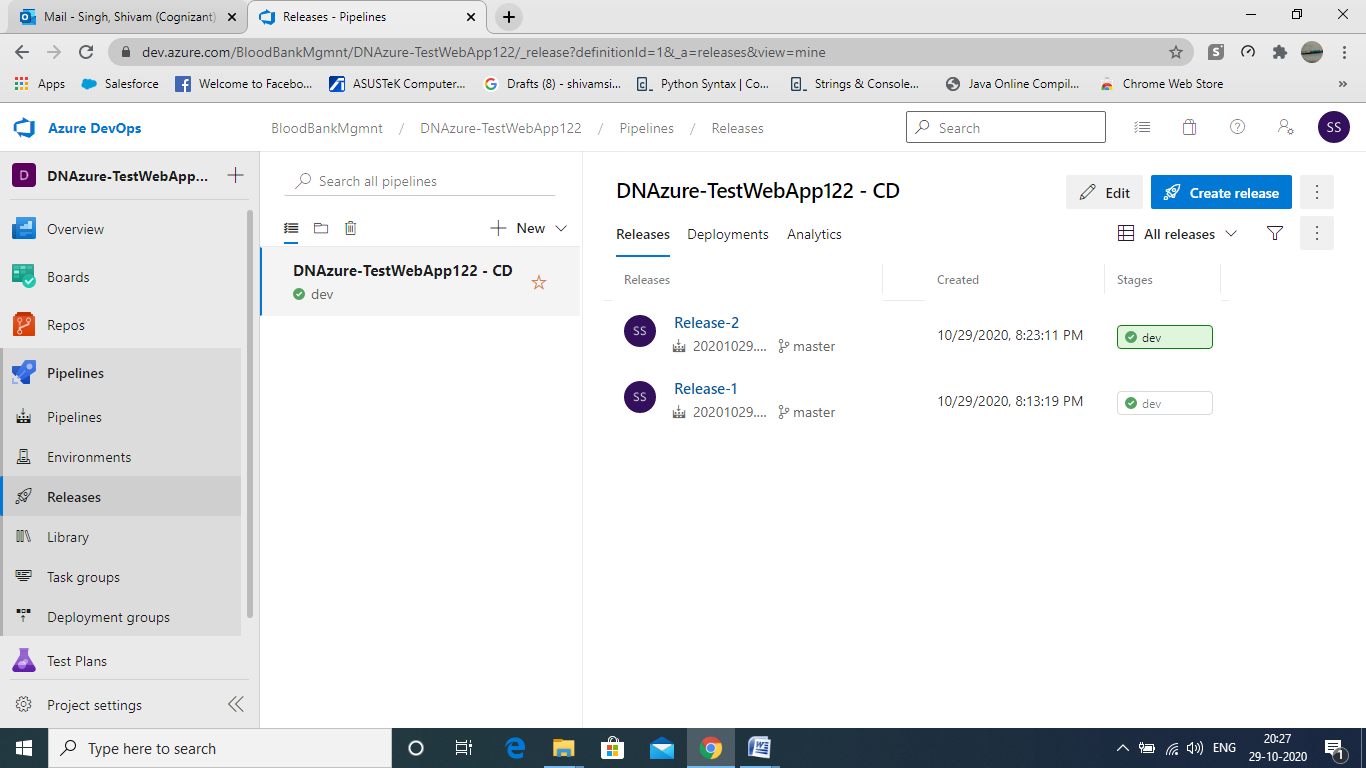 Mail - Singh, Shivam (Cognizant)
Releases - Pipelines
dev.azure.com/BloodBankMgmnt/DNAzure-TestWebApp122/_release?definitionId=1&_a=releases&view=mine
Apps
Salesforce
Welcome to Facebo...
ASUSTeK Computer...
Drafts (8) - shivamsi...
Python Syntax | Co...
Strings & Console...
Java Online Compil...
Chrome Web Store
Azure DevOps
BloodBankMgmnt / DNAzure-TestWebApp122 / Pipelines / Releases
Search
SS
D
DNAzure-TestWebApp...
Overview
Boards
Repos
Pipelines
Pipelines
Environments
Releases
Library
Task groups
Deployment groups
Test Plans
Project settings
Search all pipelines
New
DNAzure-TestWebApp122 - CD
dev
DNAzure-TestWebApp122 - CD
Edit
Create release
Releases
Deployments
Analytics
All releases
Releases
Created
Stages
SS
Release-2
20201029....
master
10/29/2020, 8:23:11 PM
dev
SS
Release-1
20201029....
master
10/29/2020, 8:13:19 PM
dev
Type here to search
ENG
20:27
29-10-2020
1